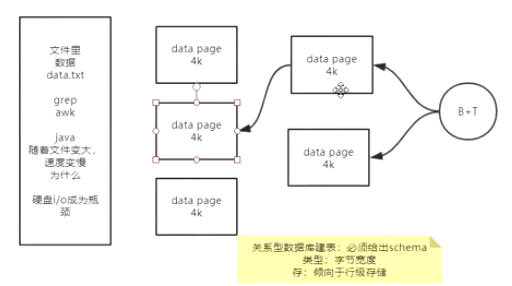 文件里
数据
data.txt
grep
awk
java
随着文件变大，
速度变慢
为什么
硬盘i/o成为瓶
颈
data page
4k
data page
4k
data page
4k
data page
4k
data page
4k
B+T
关系型数据库建表：必须给出schema
类型：字节宽度
存：倾向于行级存储